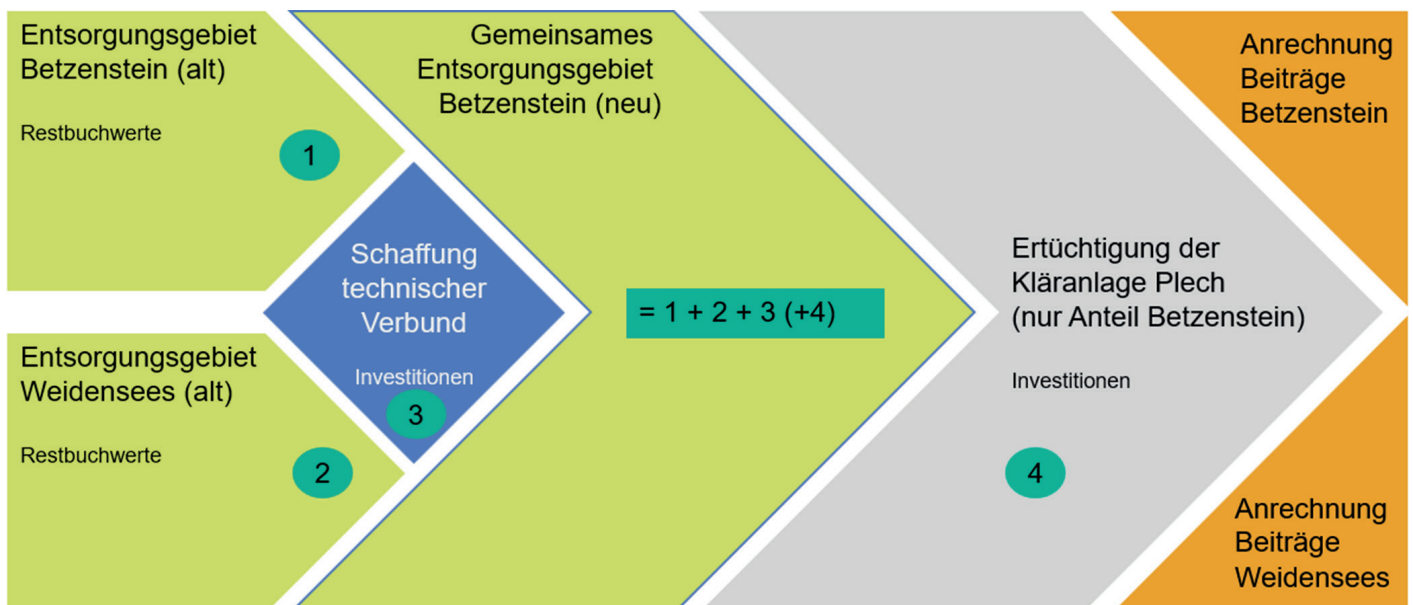 Entsorgungsgebiet
Betzenstein (alt)
Restbuchwerte
1
Entsorgungsgebiet
Weidensees (alt)
Restbuchwerte
2
Schaffung
technischer
Verbund
Investitionen
3
Gemeinsames
Entsorgungsgebiet
Betzenstein (neu)
= 1 + 2 + 3 (+4)
Ertüchtigung der
Kläranlage Plech
(nur Anteil Betzenstein)
Investitionen
4
Anrechnung
Beiträge
Betzenstein
Anrechnung
Beiträge
Weidensees